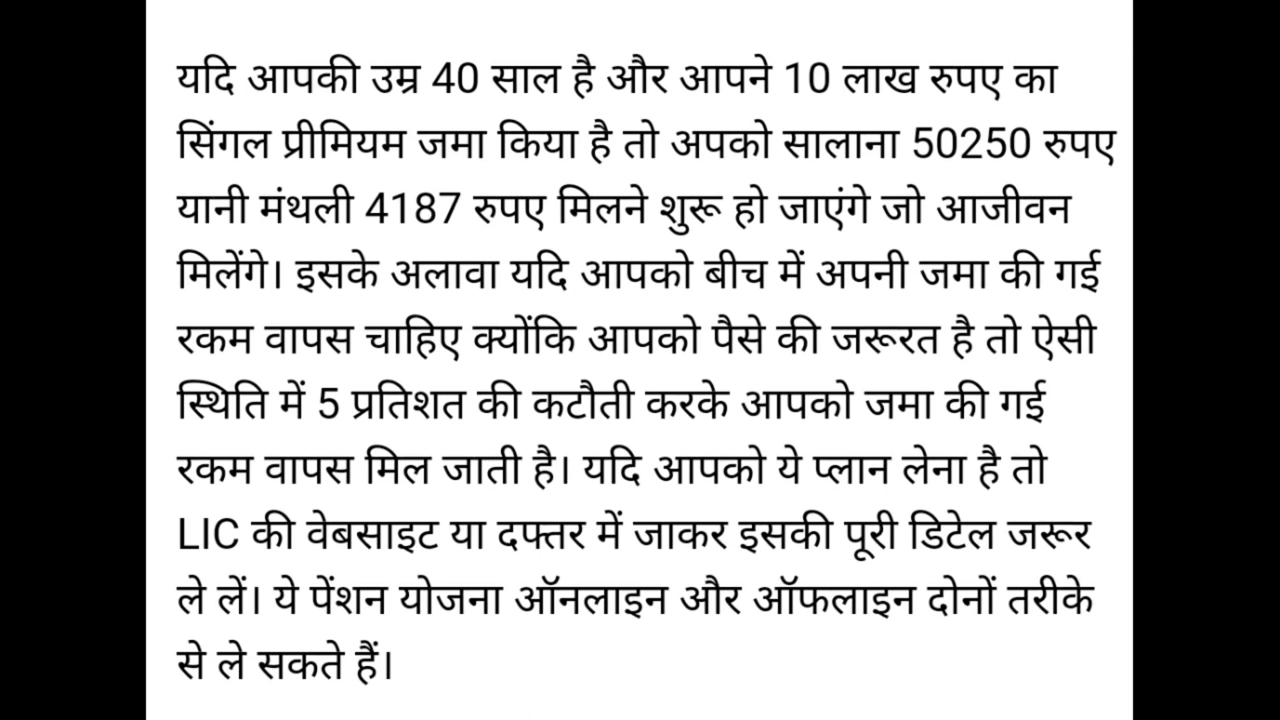 यदि आपकी उम्र 40 साल है और आपने 10 लाख रुपए का
सिंगल प्रीमियम जमा किया है तो अपको सालाना 50250 रुपए
यानी मंथली 4187 रुपए मिलने शुरू हो जाएंगे जो आजीवन
मिलेंगे। इसके अलावा यदि आपको बीच में अपनी जमा की गई
रकम वापस चाहिए क्योंकि आपको पैसे की जरूरत है तो ऐसी
स्थिति में 5 प्रतिशत की कटौती करके आपको जमा की गई
रकम वापस मिल जाती है। यदि आपको ये प्लान लेना है तो
LIC की वेबसाइट या दफ्तर में जाकर इसकी पूरी डिटेल जरूर
ले लें। ये पेंशन योजना ऑनलाइन और ऑफलाइन दोनों तरीके
से ले सकते हैं।